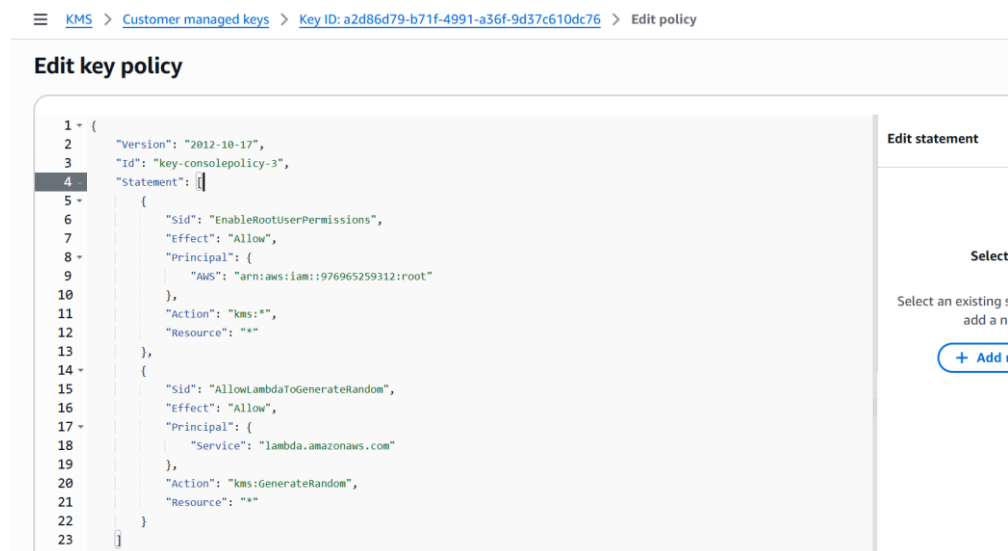 KMS > Customer managed keys > Key ID: a2d86d79-b71f-4991-a36f-9d37c610dc76 > Edit policy
Edit key policy
1 {
2 "Version": "2012-10-17",
3 "Id": "key-consolepolicy-3",
4 "Statement": [
5 {
6 "Sid": "EnableRootUserPermissions",
7 "Effect": "Allow",
8 "Principal": {
9 "AWS": "arn:aws:iam::976965259312:root"
10 },
11 "Action": "kms:*",
12 "Resource": "*"
13 },
14 {
15 "Sid": "AllowLambdaToGenerateRandom",
16 "Effect": "Allow",
17 "Principal": {
18 "Service": "lambda.amazonaws.com"
19 },
20 "Action": "kms:GenerateRandom",
21 "Resource": "*"
22 }
23 ]
Edit statement
Select
Select an existing s
add a n
+ Add